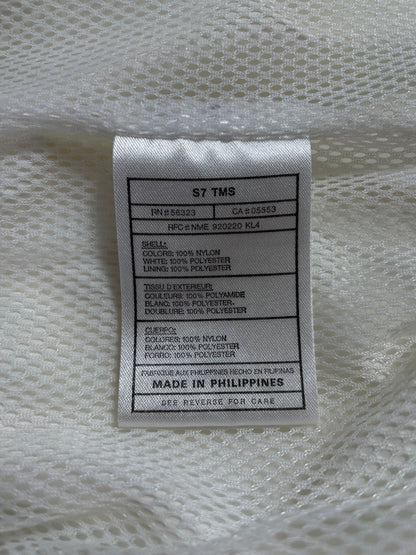 S7 TMS
RN # 56323 CA # 05553
RFC # NME 920220 KL4
SHELL:
COLORS: 100% NYLON
WHITE: 100% POLYESTER
LINING: 100% POLYESTER
TISSU D'EXTERIEUR:
COULEURS: 100% POLYAMIDE
BLANC: 100% POLYESTER.
DOUBLURE: 100% POLYESTER
CUERPO:
COLORES: 100% NYLON
BLANCO: 100% POLYESTER
FORRO: 100% POLYESTER
FABRIQUE AUX PHILIPPINES HECHO EN FILIPINAS
MADE IN PHILIPPINES
SEE REVERSE FOR CARE